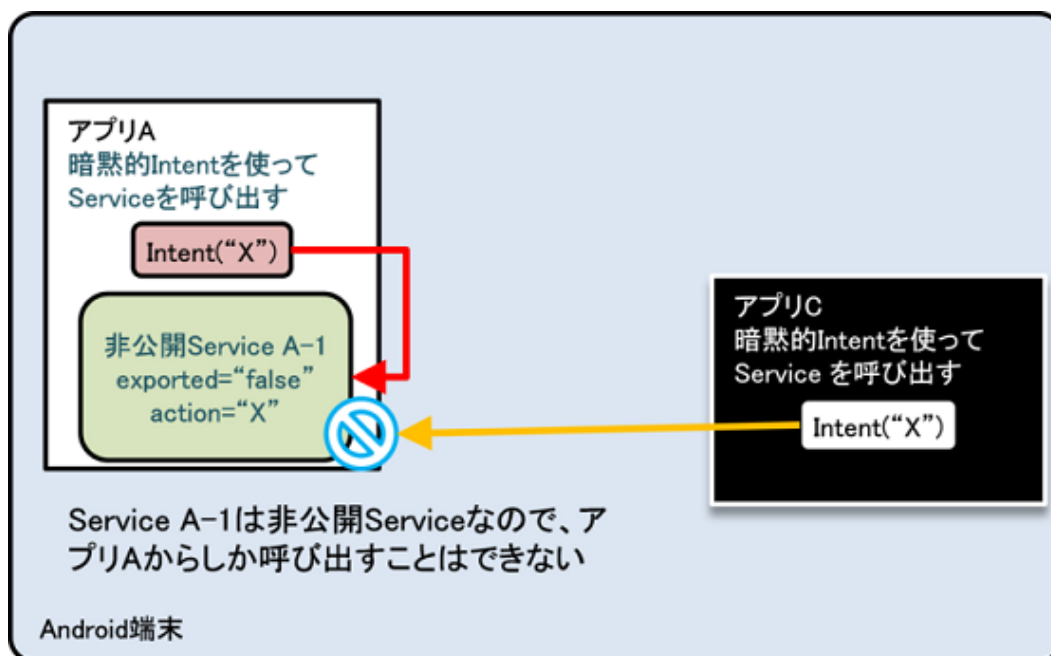 アプリA
暗黙的Intentを使って
Serviceを呼び出す
Intent(“X”)
非公開Service A-1
exported=“false”
action=“X”
アプリC
暗黙的Intentを使って
Service を呼び出す
Intent(“X”)
Service A-1は非公開Serviceなので、ア
プリAからしか呼び出すことはできない
Android端末